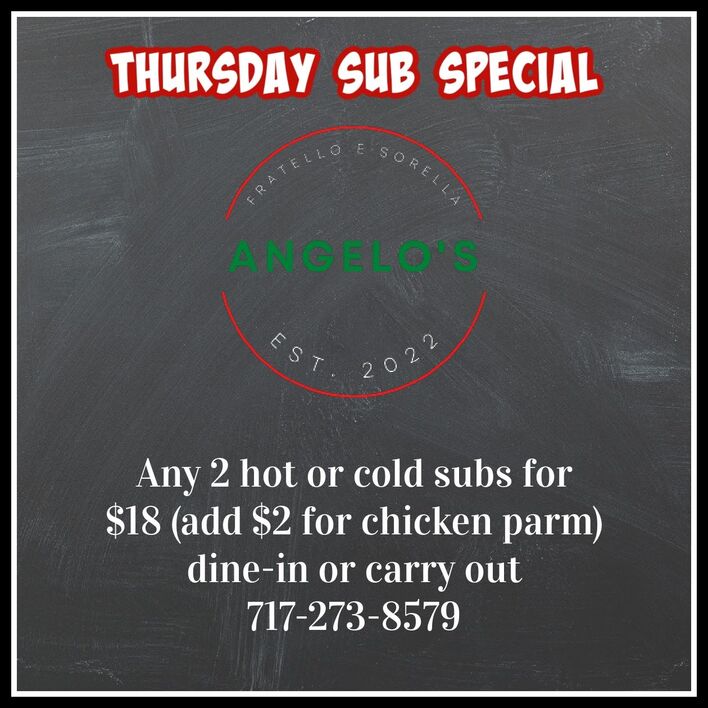 THURSDAY SUB SPECIAL
FRATELLO E SORELLA
ANGELO'S
EST. 2022
Any 2 hot or cold subs for
$18 (add $2 for chicken parm)
dine-in or carry out
717-273-8579